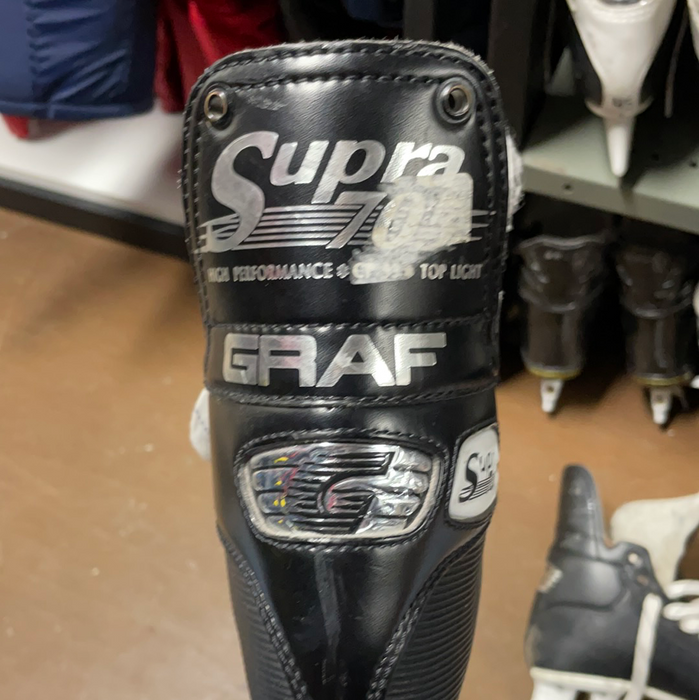 Supra
HIGH PERFORMANCE TOP LIGHT
GRAF
G